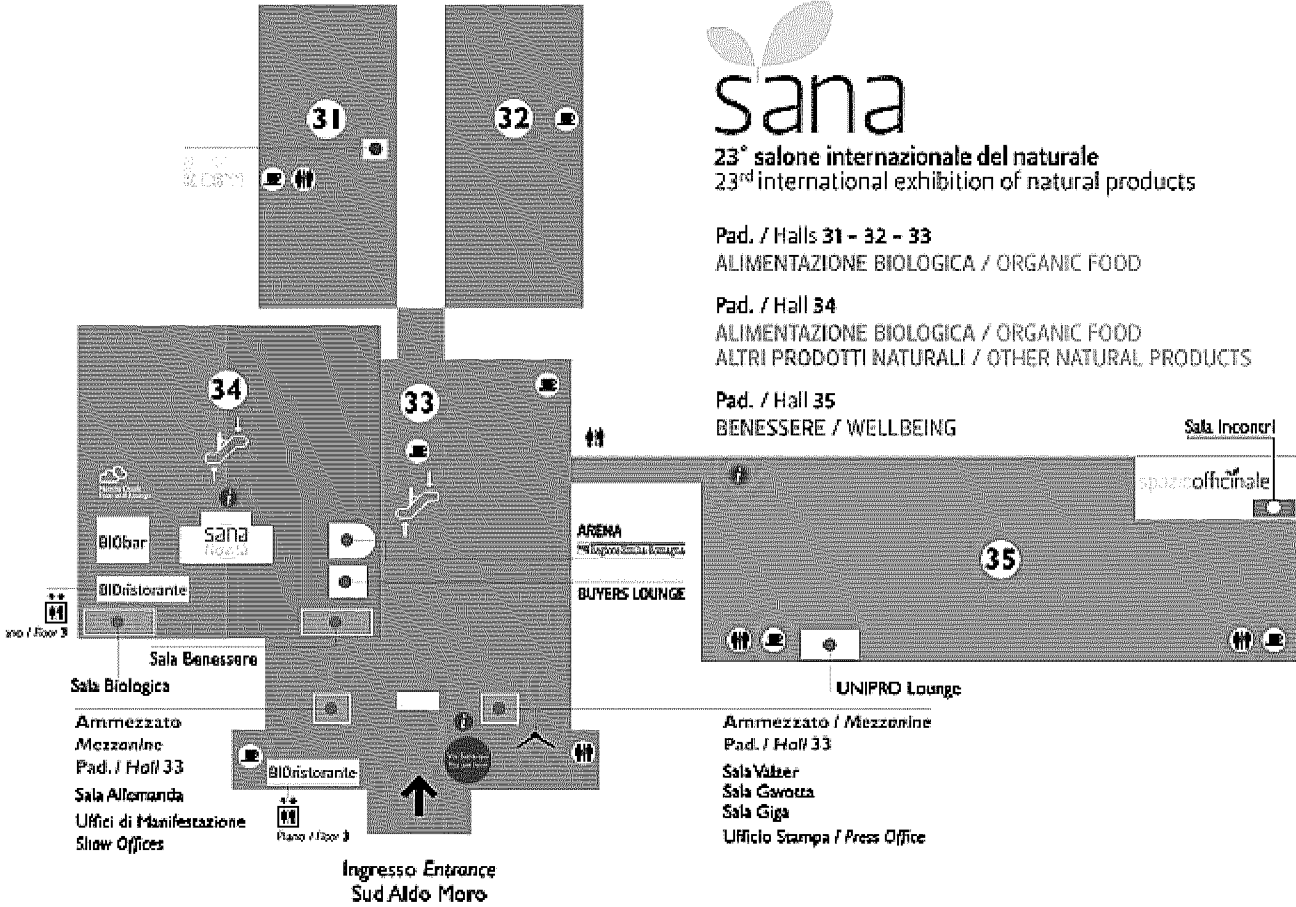 31
32
sana
23° salone internazionale del naturale
23rd international exhibition of natural products
Pad. / Halls 31 - 32 - 33
ALIMENTAZIONE BIOLOGICA / ORGANIC FOOD
Pad. / Hall 34
ALIMENTAZIONE BIOLOGICA / ORGANIC FOOD
ALTRI PRODOTTI NATURALI / OTHER NATURAL PRODUCTS
Pad. / Hall 35
BENESSERE / WELLBEING
34
33
Sala Incontri
spazioofficinale
BIObar
sana
ARENA
BUYERS LOUNGE
35
BIOristorante
/ Floor 3
Sala Benessere
Sala Biologica
UNIPRO Lounge
Ammezzato
Mezzanine
Pad. / Hall 33
Sala Allemanda
Uffici di Manifestazione
Show Offices
BIOristorante
Piano / Floor 3
Ammezzato / Mezzanine
Pad. / Hall 33
Sala Valzer
Sala Gavotta
Sala Giga
Ufficio Stampa / Press Office
Ingresso Entrance
Sud Aldo Moro